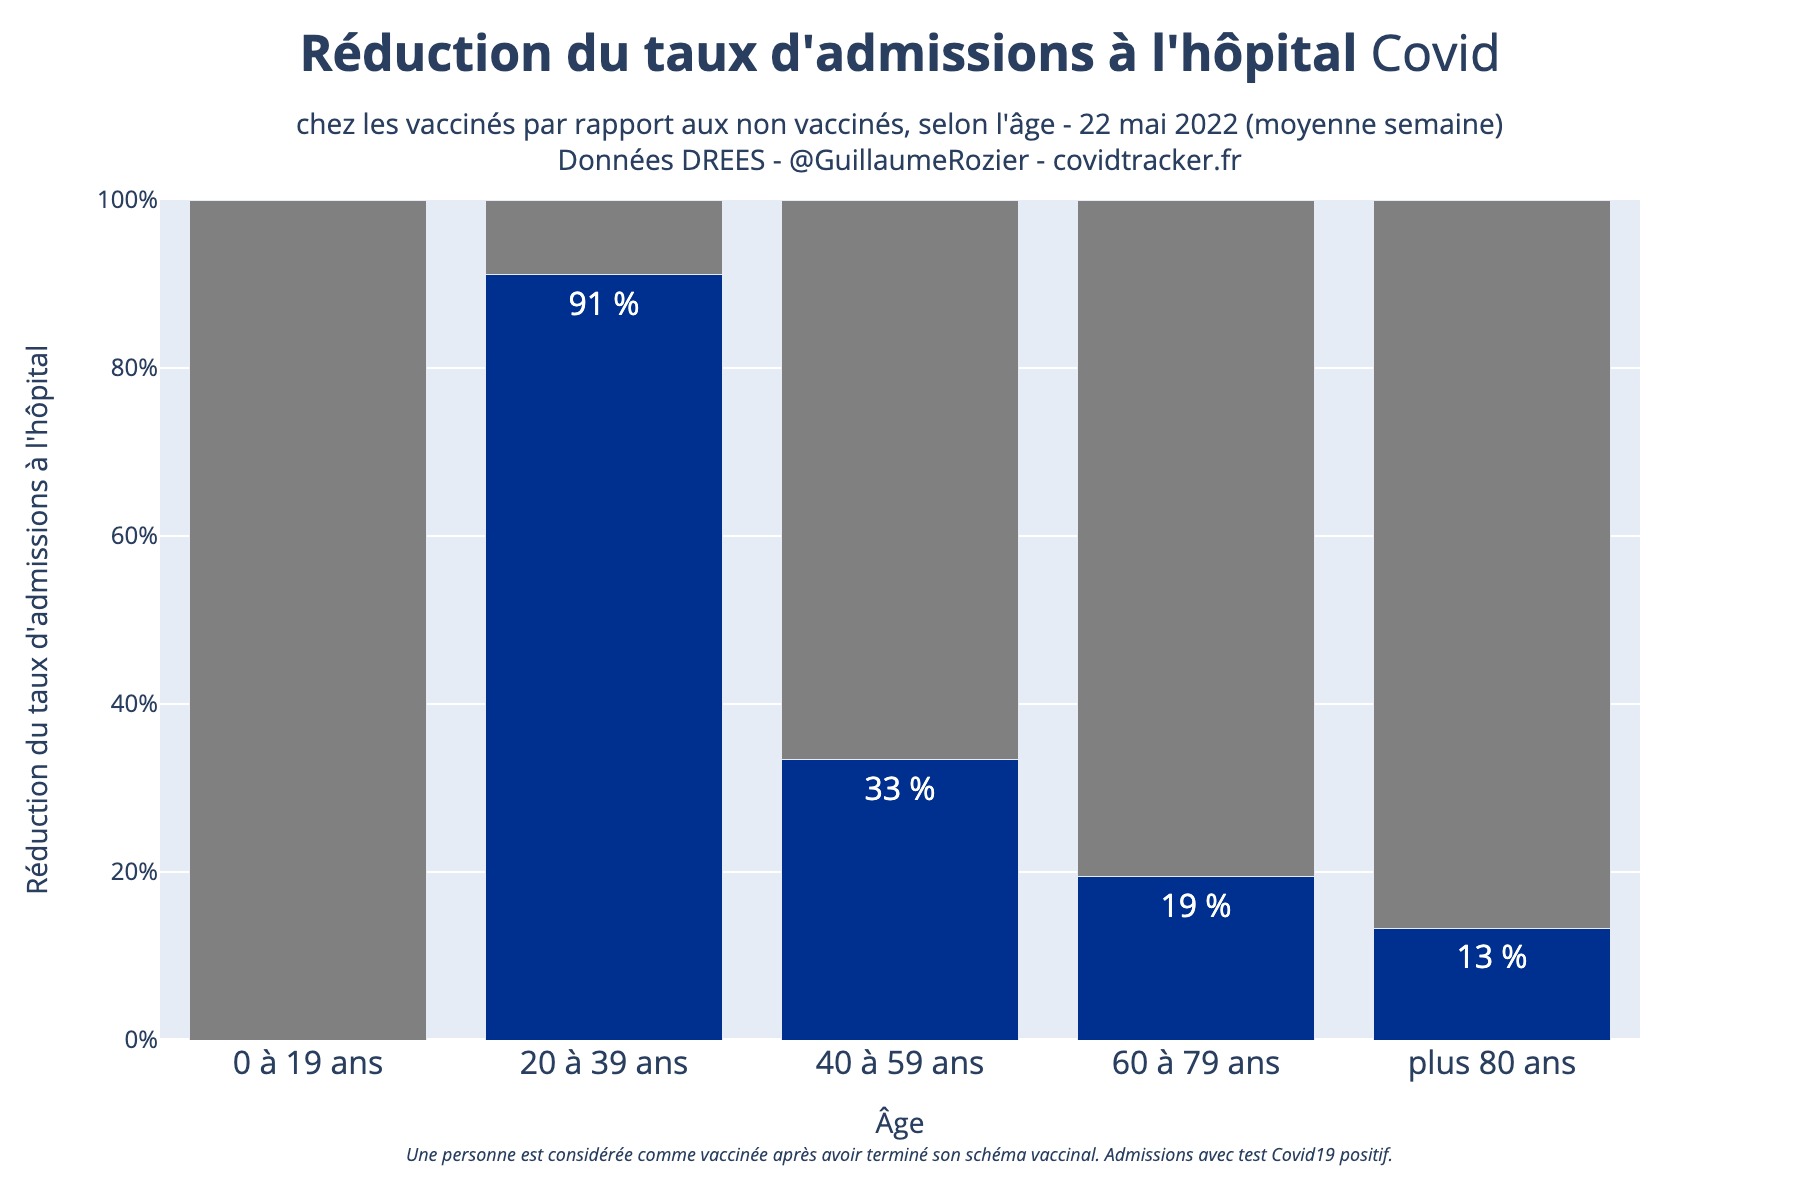 Réduction du taux d'admissions à l'hôpital Covid
chez les vaccinés par rapport aux non vaccinés, selon l'âge - 22 mai 2022 (moyenne semaine)
Données DREES - @GuillaumeRozier - covidtracker.fr
Réduction du taux d'admissions à l'hôpital
100%
80%
60%
40%
20%
0%
91 %
33 %
19 %
13 %
0 à 19 ans
20 à 39 ans
40 à 59 ans
60 à 79 ans
plus 80 ans
Âge
Une personne est considérée comme vaccinée après avoir terminé son schéma vaccinal. Admissions avec test Covid19 positif.